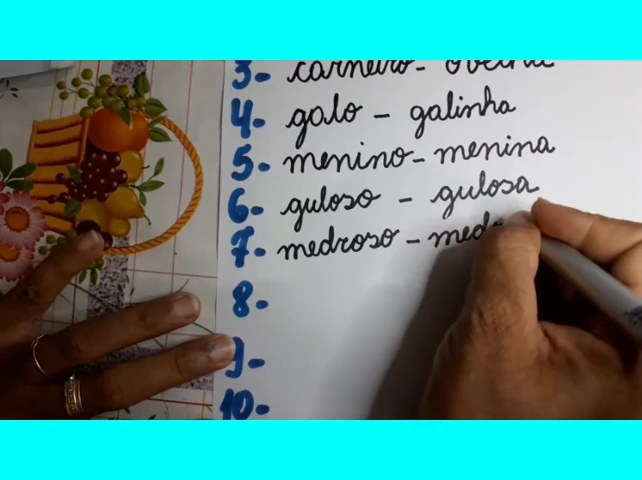 3- carneiro - ovelha
4- galo - galinha
5- menino - menina
6- guloso - gulosa
7- medroso - med
8-
9-
10-